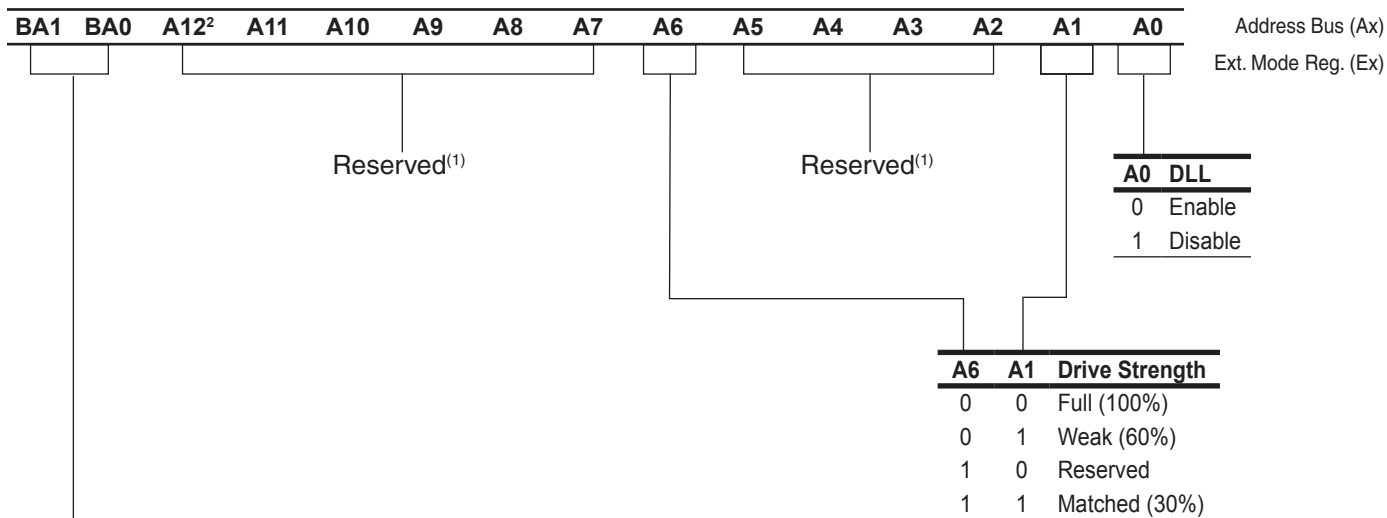 BA1 BA0 A12² A11 A10 A9 A8 A7 A6 A5 A4 A3 A2 A1 A0 Address Bus (Ax)
Ext. Mode Reg. (Ex)
Reserved⁽¹⁾ Reserved⁽¹⁾
A0 DLL
0 Enable
1 Disable
A6 A1 Drive Strength
0 0 Full (100%)
0 1 Weak (60%)
1 0 Reserved
1 1 Matched (30%)